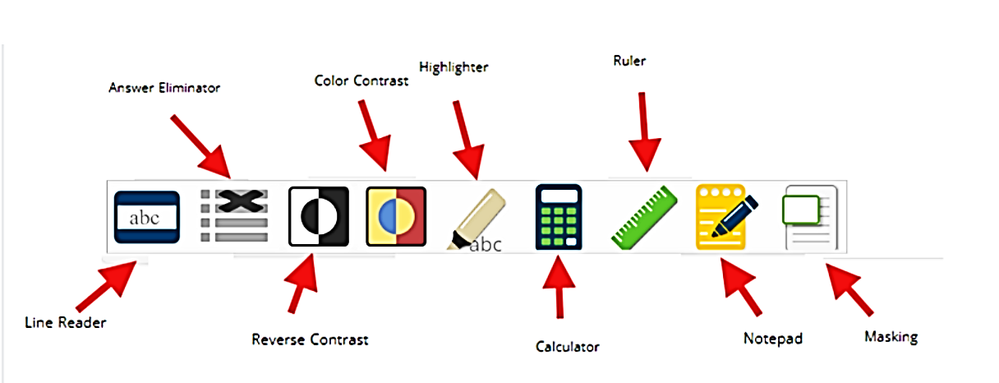 Ruler
Highlighter
Color Contrast
Answer Eliminator
abc
abc
Line Reader
Reverse Contrast
Calculator
Notepad
Masking